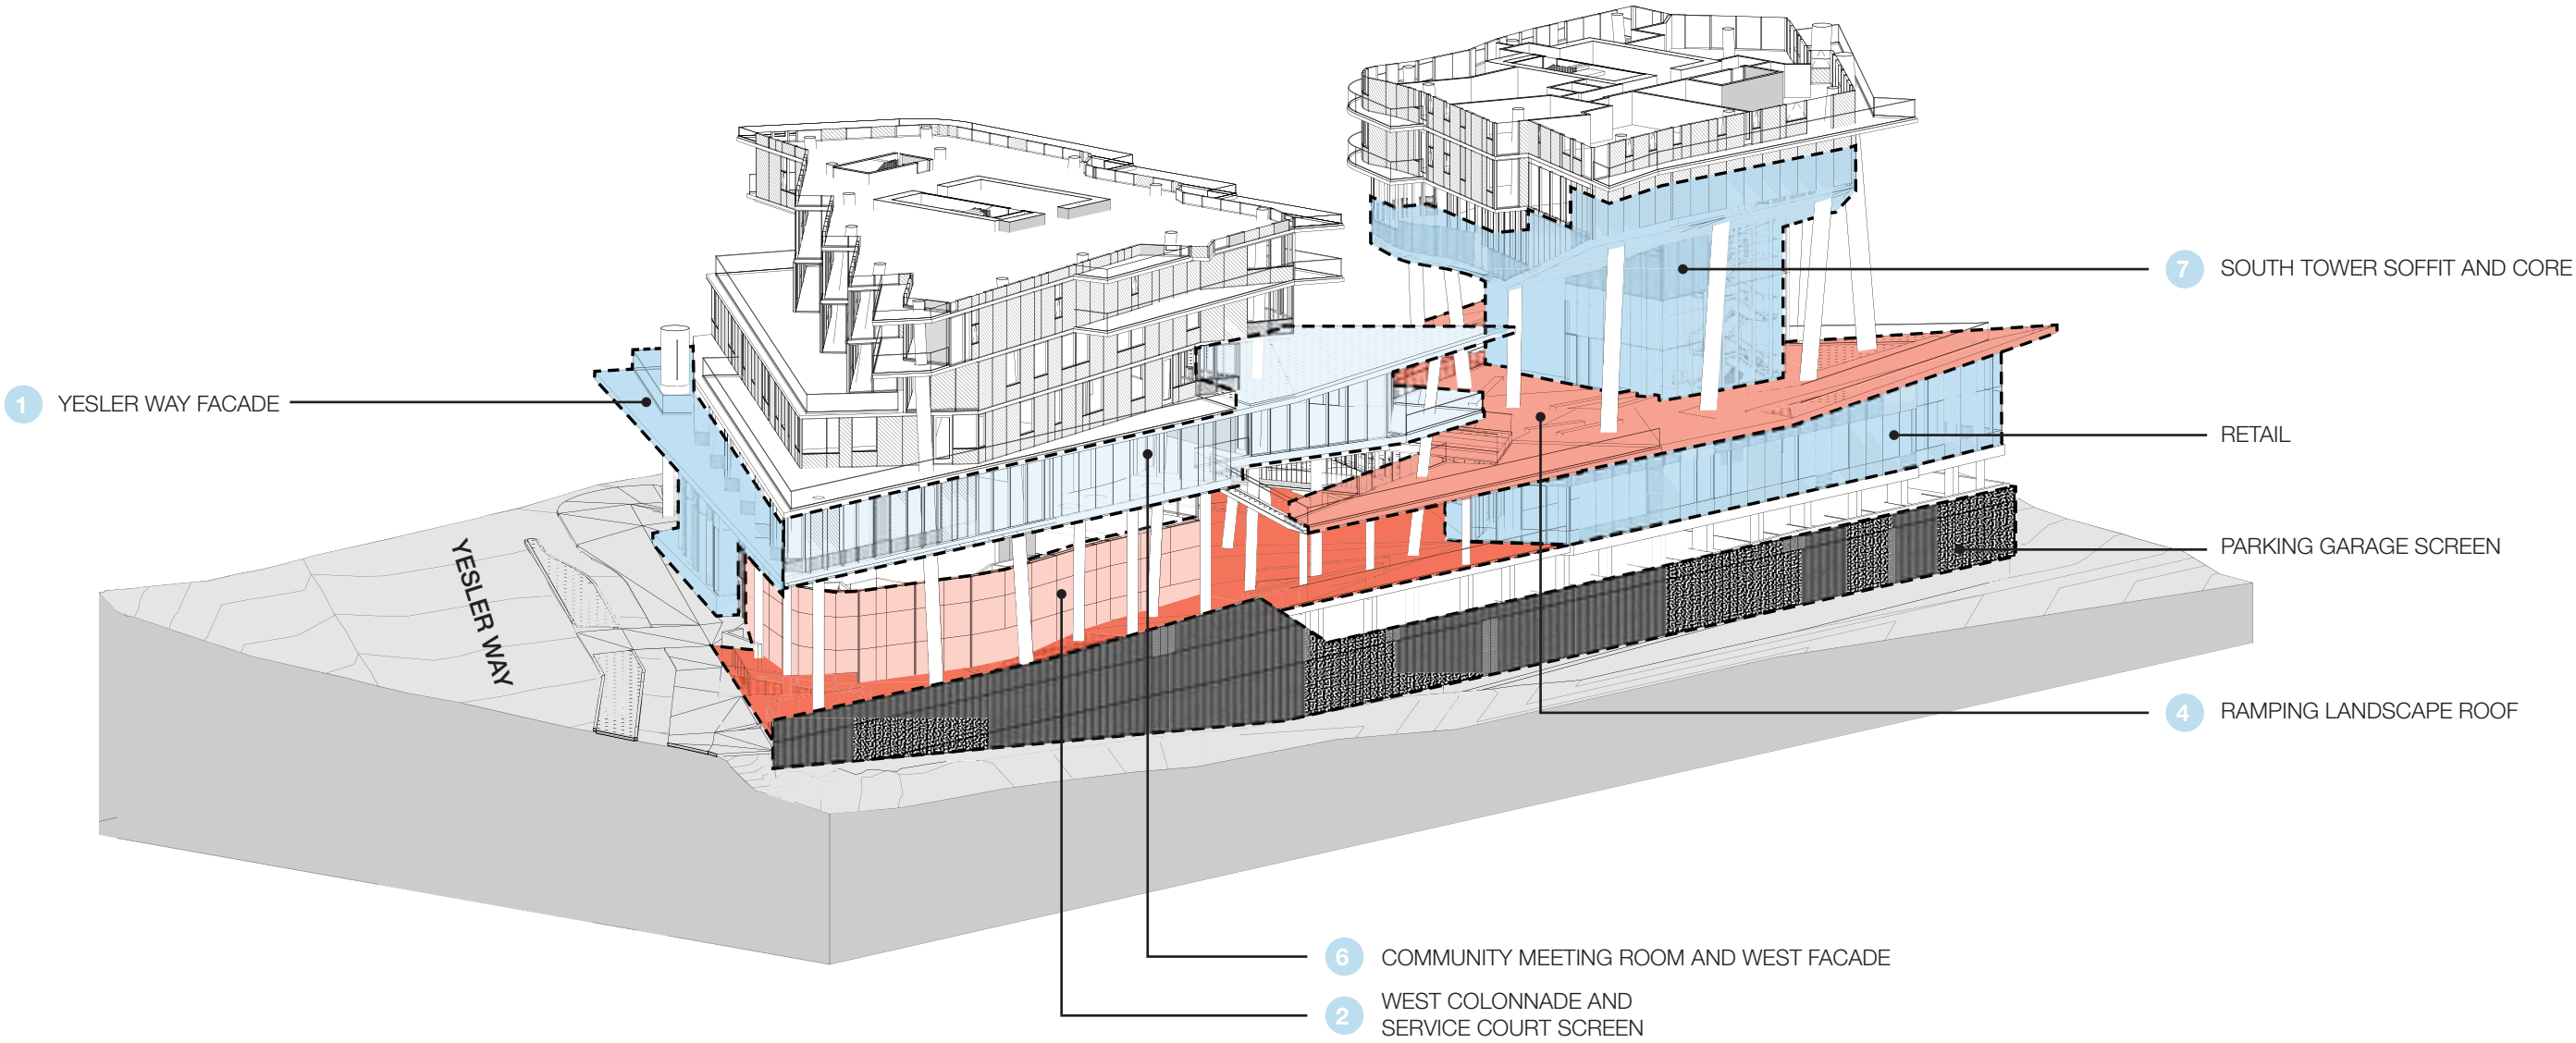 7 SOUTH TOWER SOFFIT AND CORE
1 YESLER WAY FACADE
RETAIL
PARKING GARAGE SCREEN
YESLER WAY
4 RAMPING LANDSCAPE ROOF
6 COMMUNITY MEETING ROOM AND WEST FACADE
2 WEST COLONNADE AND
SERVICE COURT SCREEN